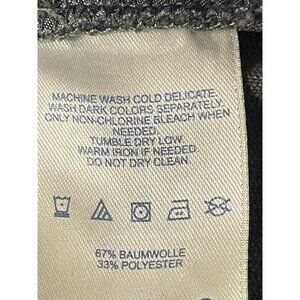 MACHINE WASH COLD DELICATE.
WASH DARK COLORS SEPARATELY.
ONLY NON-CHLORINE BLEACH WHEN
NEEDED.
TUMBLE DRY LOW.
WARM IRON IF NEEDED.
DO NOT DRY CLEAN.
67% BAUMWOLLE
33% POLYESTER